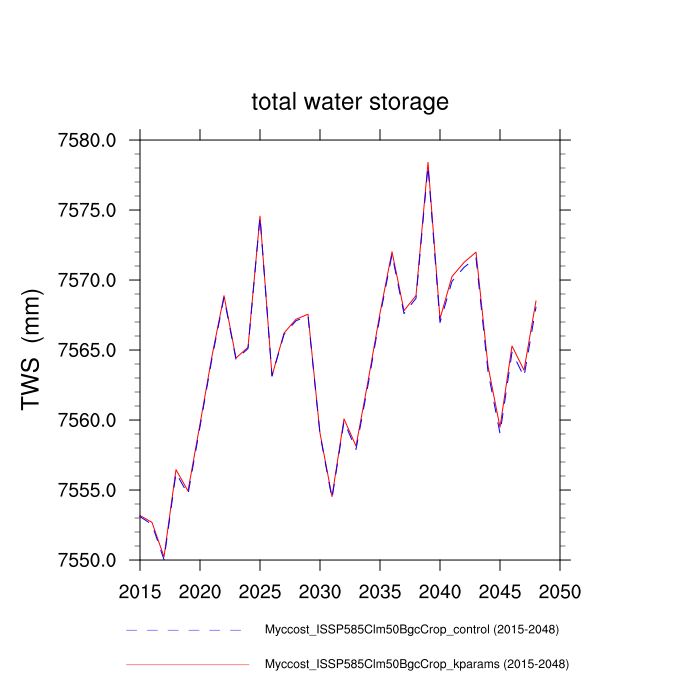 total water storage
7580.0
7575.0
7570.0
7565.0
7560.0
7555.0
7550.0
TWS (mm)
2015 2020 2025 2030 2035 2040 2045 2050
Myccost_ISSP585Clm50BgcCrop_control (2015-2048)
Myccost_ISSP585Clm50BgcCrop_kparams (2015-2048)